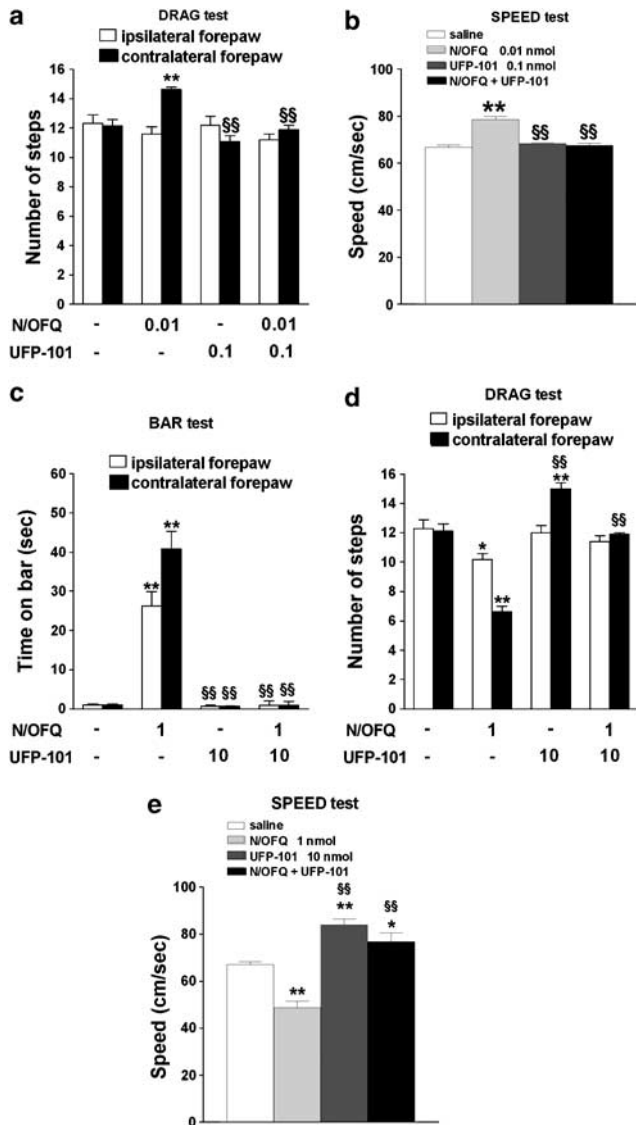 a
DRAG test
ipsilateral forepaw
contralateral forepaw
Number of steps
16
14
12
10
8
6
4
2
0
**
§§
§§
N/OFQ - 0.01 - 0.01
UFP-101 - - 0.1 0.1
b
SPEED test
saline
N/OFQ 0.01 nmol
UFP-101 0.1 nmol
N/OFQ + UFP-101
Speed (cm/sec)
100
80
60
40
20
0
**
§§
§§
c
BAR test
ipsilateral forepaw
contralateral forepaw
Time on bar (sec)
60
50
40
30
20
10
0
**
**
§§ §§
§§ §§
N/OFQ - 1 - 1
UFP-101 - - 10 10
d
DRAG test
ipsilateral forepaw
contralateral forepaw
Number of steps
16
14
12
10
8
6
4
2
0
*
**
§§
**
§§
N/OFQ - 1 - 1
UFP-101 - - 10 10
e
SPEED test
saline
N/OFQ 1 nmol
UFP-101 10 nmol
N/OFQ + UFP-101
Speed (cm/sec)
100
80
60
40
20
0
**
§§
**
§§
*